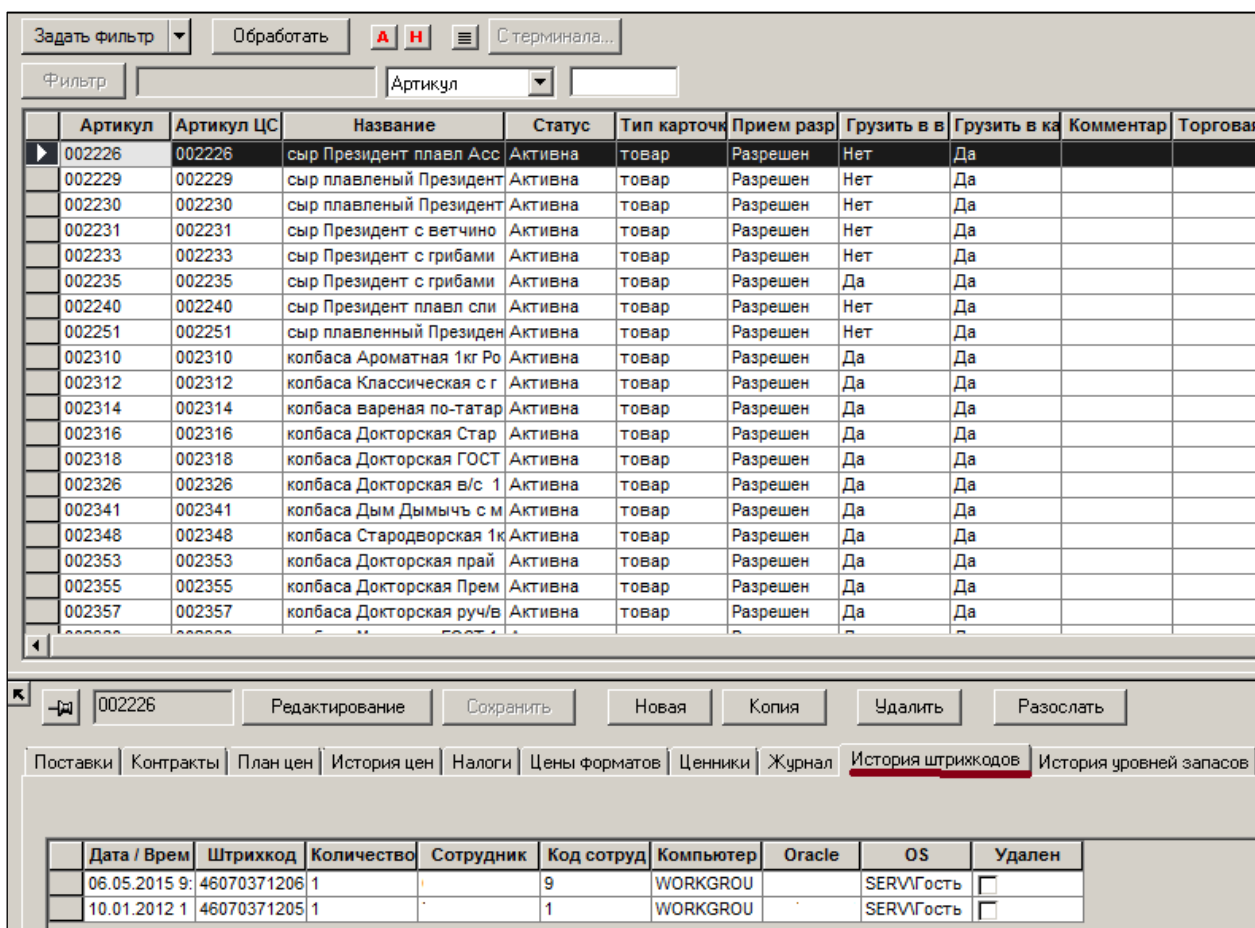 Задать фильтр Обработать А Н С терминала...
Фильтр Артикул
Артикул Артикул ЦС Название Статус Тип карточк Прием разр Грузить в в Грузить в ка Комментар Торговая
002226 002226 сыр Президент плавл Асс Активна товар Разрешен Нет Да
002229 002229 сыр плавленый Президент Активна товар Разрешен Нет Да
002230 002230 сыр плавленый Президент Активна товар Разрешен Нет Да
002231 002231 сыр Президент с ветчино Активна товар Разрешен Нет Да
002233 002233 сыр Президент с грибами Активна товар Разрешен Нет Да
002235 002235 сыр Президент с грибами Активна товар Разрешен Да Да
002240 002240 сыр Президент плавл сли Активна товар Разрешен Нет Да
002251 002251 сыр плавленный Президен Активна товар Разрешен Нет Да
002310 002310 колбаса Ароматная 1кг Ро Активна товар Разрешен Да Да
002312 002312 колбаса Классическая с г Активна товар Разрешен Да Да
002314 002314 колбаса вареная по-татар Активна товар Разрешен Да Да
002316 002316 колбаса Докторская Стар Активна товар Разрешен Да Да
002318 002318 колбаса Докторская ГОСТ Активна товар Разрешен Да Да
002326 002326 колбаса Докторская в/с 1 Активна товар Разрешен Да Да
002341 002341 колбаса Дым Дымычъ с м Активна товар Разрешен Да Да
002348 002348 колбаса Стародворская 1к Активна товар Разрешен Да Да
002353 002353 колбаса Докторская прай Активна товар Разрешен Да Да
002355 002355 колбаса Докторская Прем Активна товар Разрешен Да Да
002357 002357 колбаса Докторская руч/в Активна товар Разрешен Да Да
002226 Редактирование Сохранить Новая Копия Удалить Разослать
Поставки Контракты План цен История цен Налоги Цены форматов Ценники Журнал История штрихкодов История уровней запасов
Дата / Врем Штрихкод Количество Сотрудник Код сотруд Компьютер Oracle OS Удален
06.05.2015 9: 46070371206 1 9 WORKGROU SERV\Гость
10.01.2012 1 46070371205 1 1 WORKGROU SERV\Гость